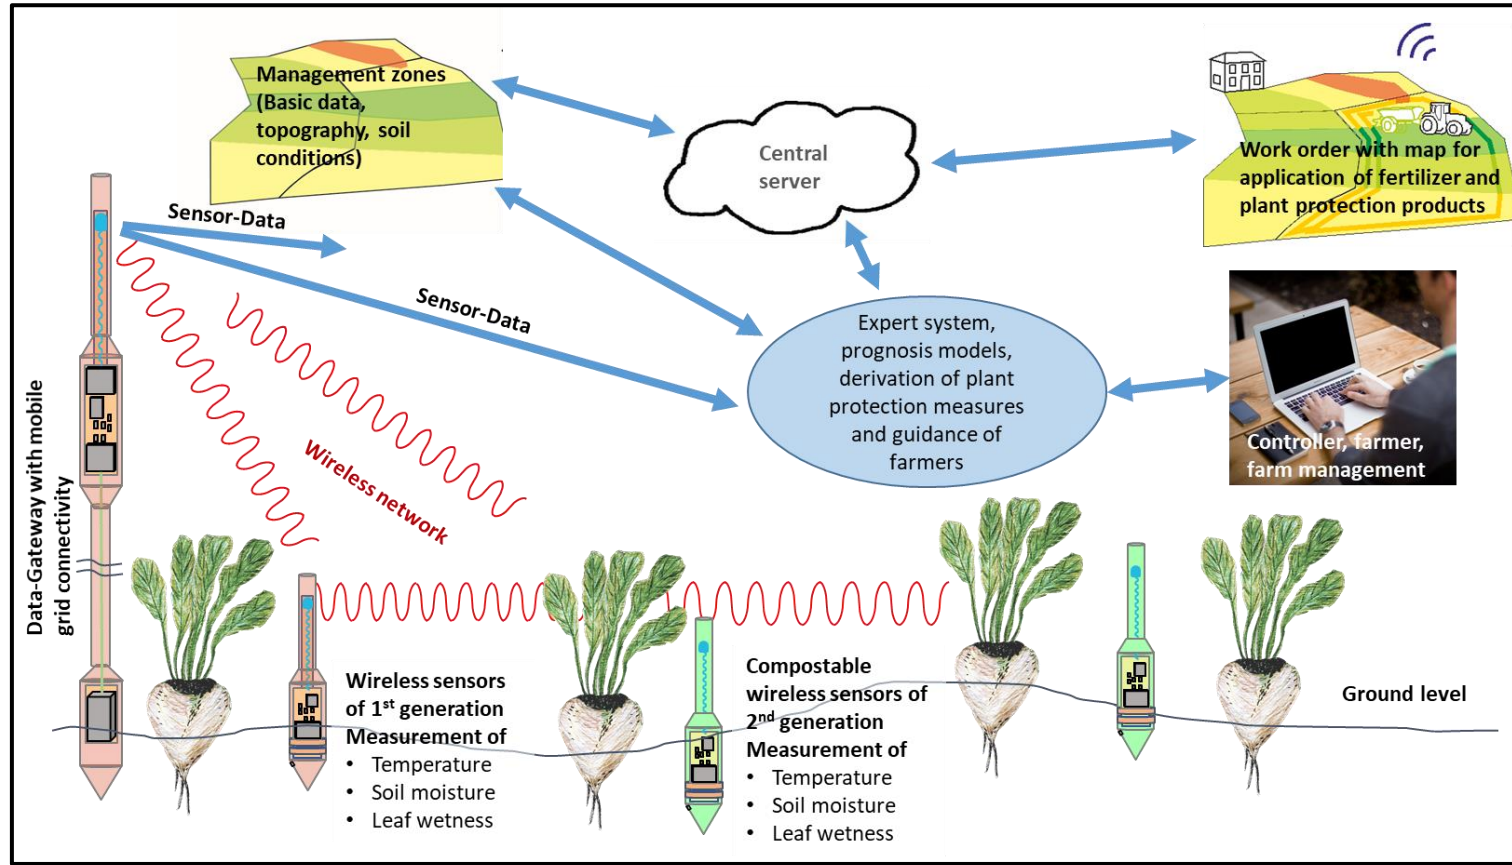 Management zones
(Basic data,
topography, soil
conditions)
Central
server
Work order with map for
application of fertilizer and
plant protection products
Sensor-Data
Sensor-Data
Expert system,
prognosis models,
derivation of plant
protection measures
and guidance of
farmers
Controller, farmer,
farm management
Wireless network
Data-Gateway with mobile
grid connectivity
Wireless sensors
of 1st generation
Measurement of
• Temperature
• Soil moisture
• Leaf wetness
Compostable
wireless sensors of
2nd generation
Measurement of
• Temperature
• Soil moisture
• Leaf wetness
Ground level